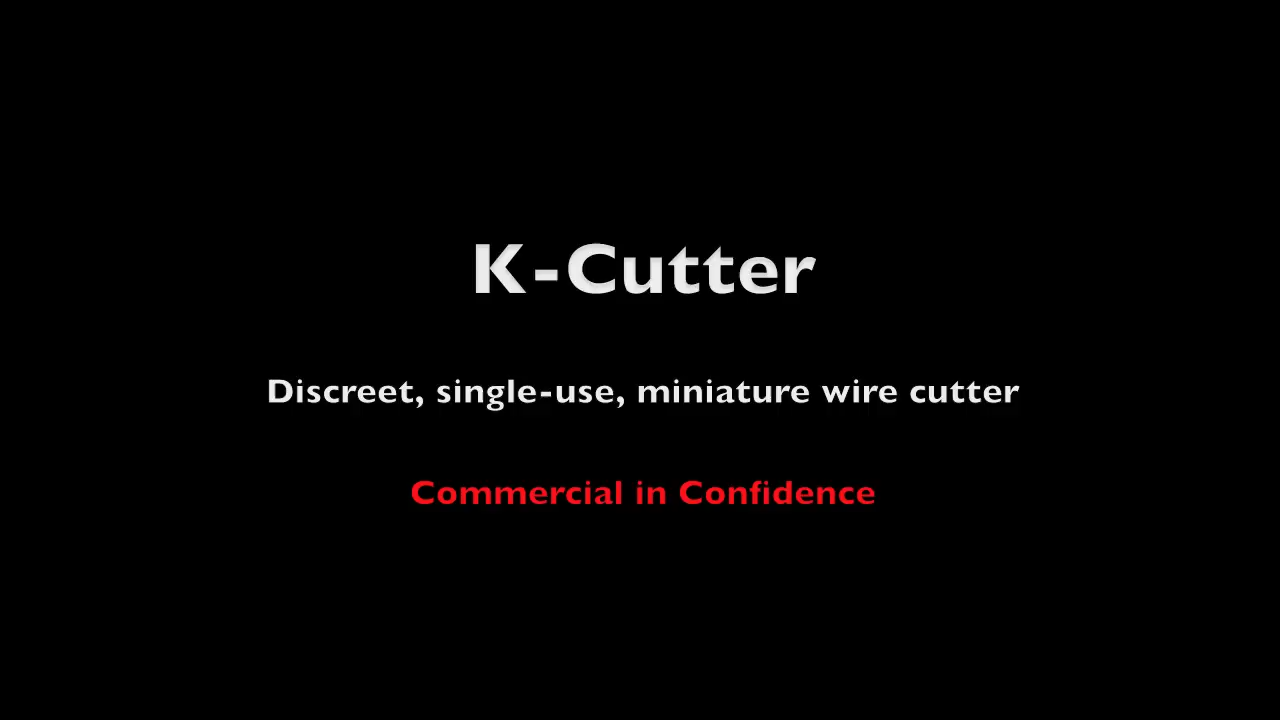 K-Cutter
Discreet, single-use, miniature wire cutter
Commercial in Confidence